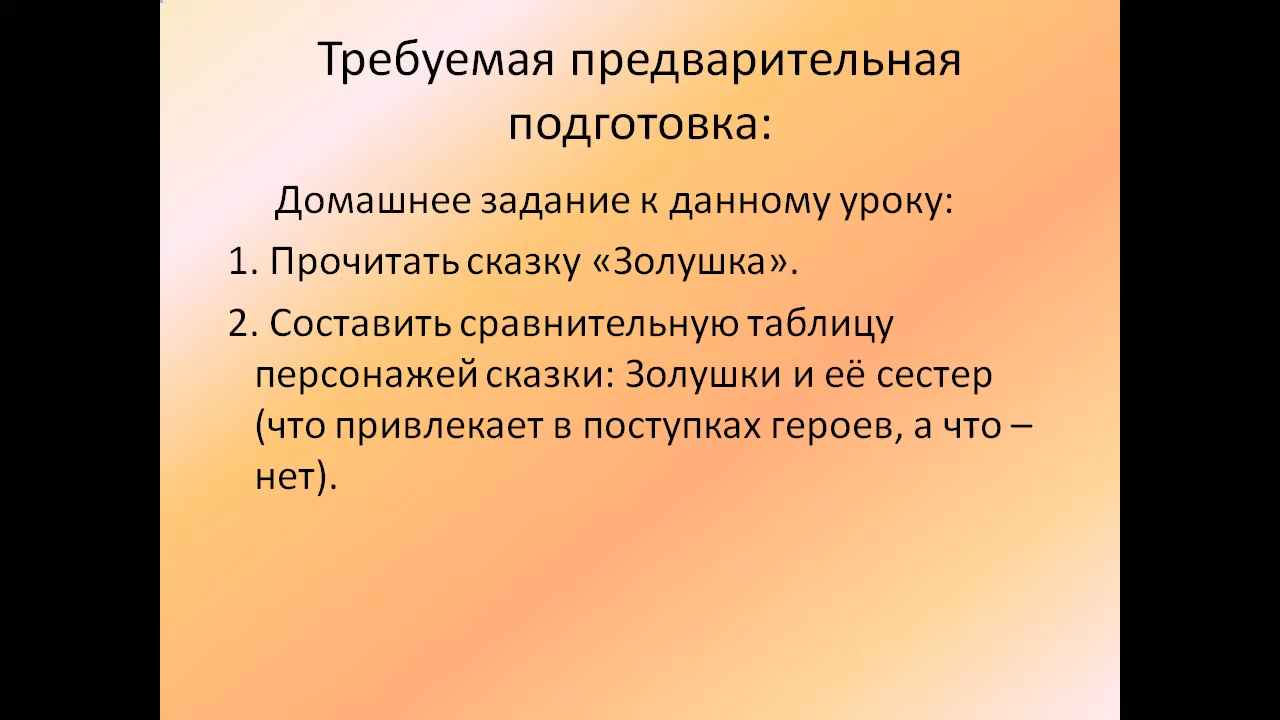 Требуемая предварительная
подготовка:
Домашнее задание к данному уроку:
1. Прочитать сказку «Золушка».
2. Составить сравнительную таблицу
персонажей сказки: Золушки и её сестер
(что привлекает в поступках героев, а что –
нет).